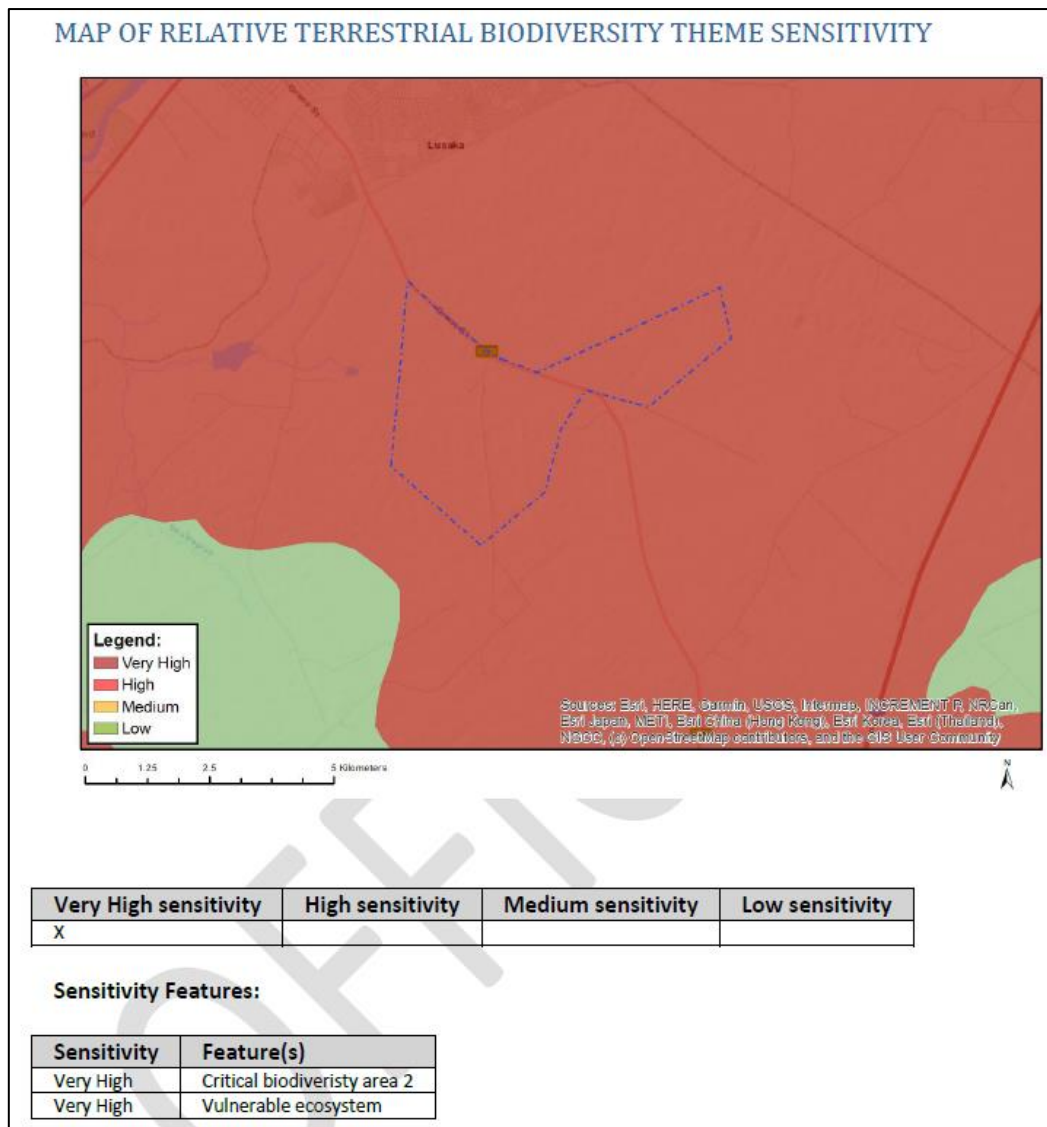 MAP OF RELATIVE TERRESTRIAL BIODIVERSITY THEME SENSITIVITY
Lusaka
Legend:
Very High
High
Medium
Low
Sources: Esri, HERE, Garmin, USGS, Intermap, INCREMENT P, NRCan,
Esri Japan, METI, Esri China (Hong Kong), Esri Korea, Esri (Thailand),
NGCC, (c) OpenStreetMap contributors, and the GIS User Community
0 1.25 2.5 5 Kilometers
N
Very High sensitivity High sensitivity Medium sensitivity Low sensitivity
X
Sensitivity Features:
Sensitivity Feature(s)
Very High Critical biodiveristy area 2
Very High Vulnerable ecosystem